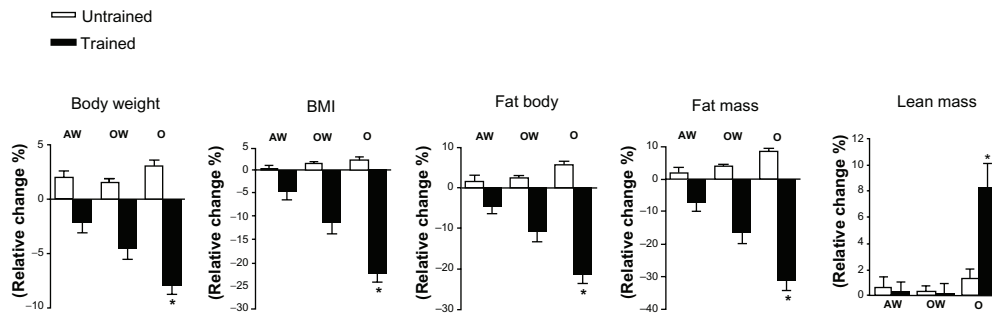 Untrained
Trained
Body weight
AW OW O
(Relative change %)
5
0
–5
–10
*
BMI
AW OW O
(Relative change %)
5
0
–5
–10
–15
–20
–25
–30
*
Fat body
AW OW O
(Relative change %)
10
0
–10
–20
–30
*
Fat mass
AW OW O
(Relative change %)
10
0
–10
–20
–30
–40
*
Lean mass
(Relative change %)
12
10
8
6
4
2
0
*
AW OW O